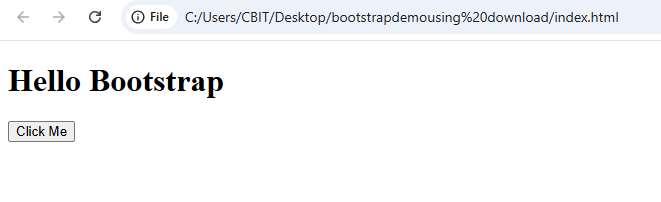 File C:/Users/CBIT/Desktop/bootstrapdemousing%20download/index.html
Hello Bootstrap
Click Me